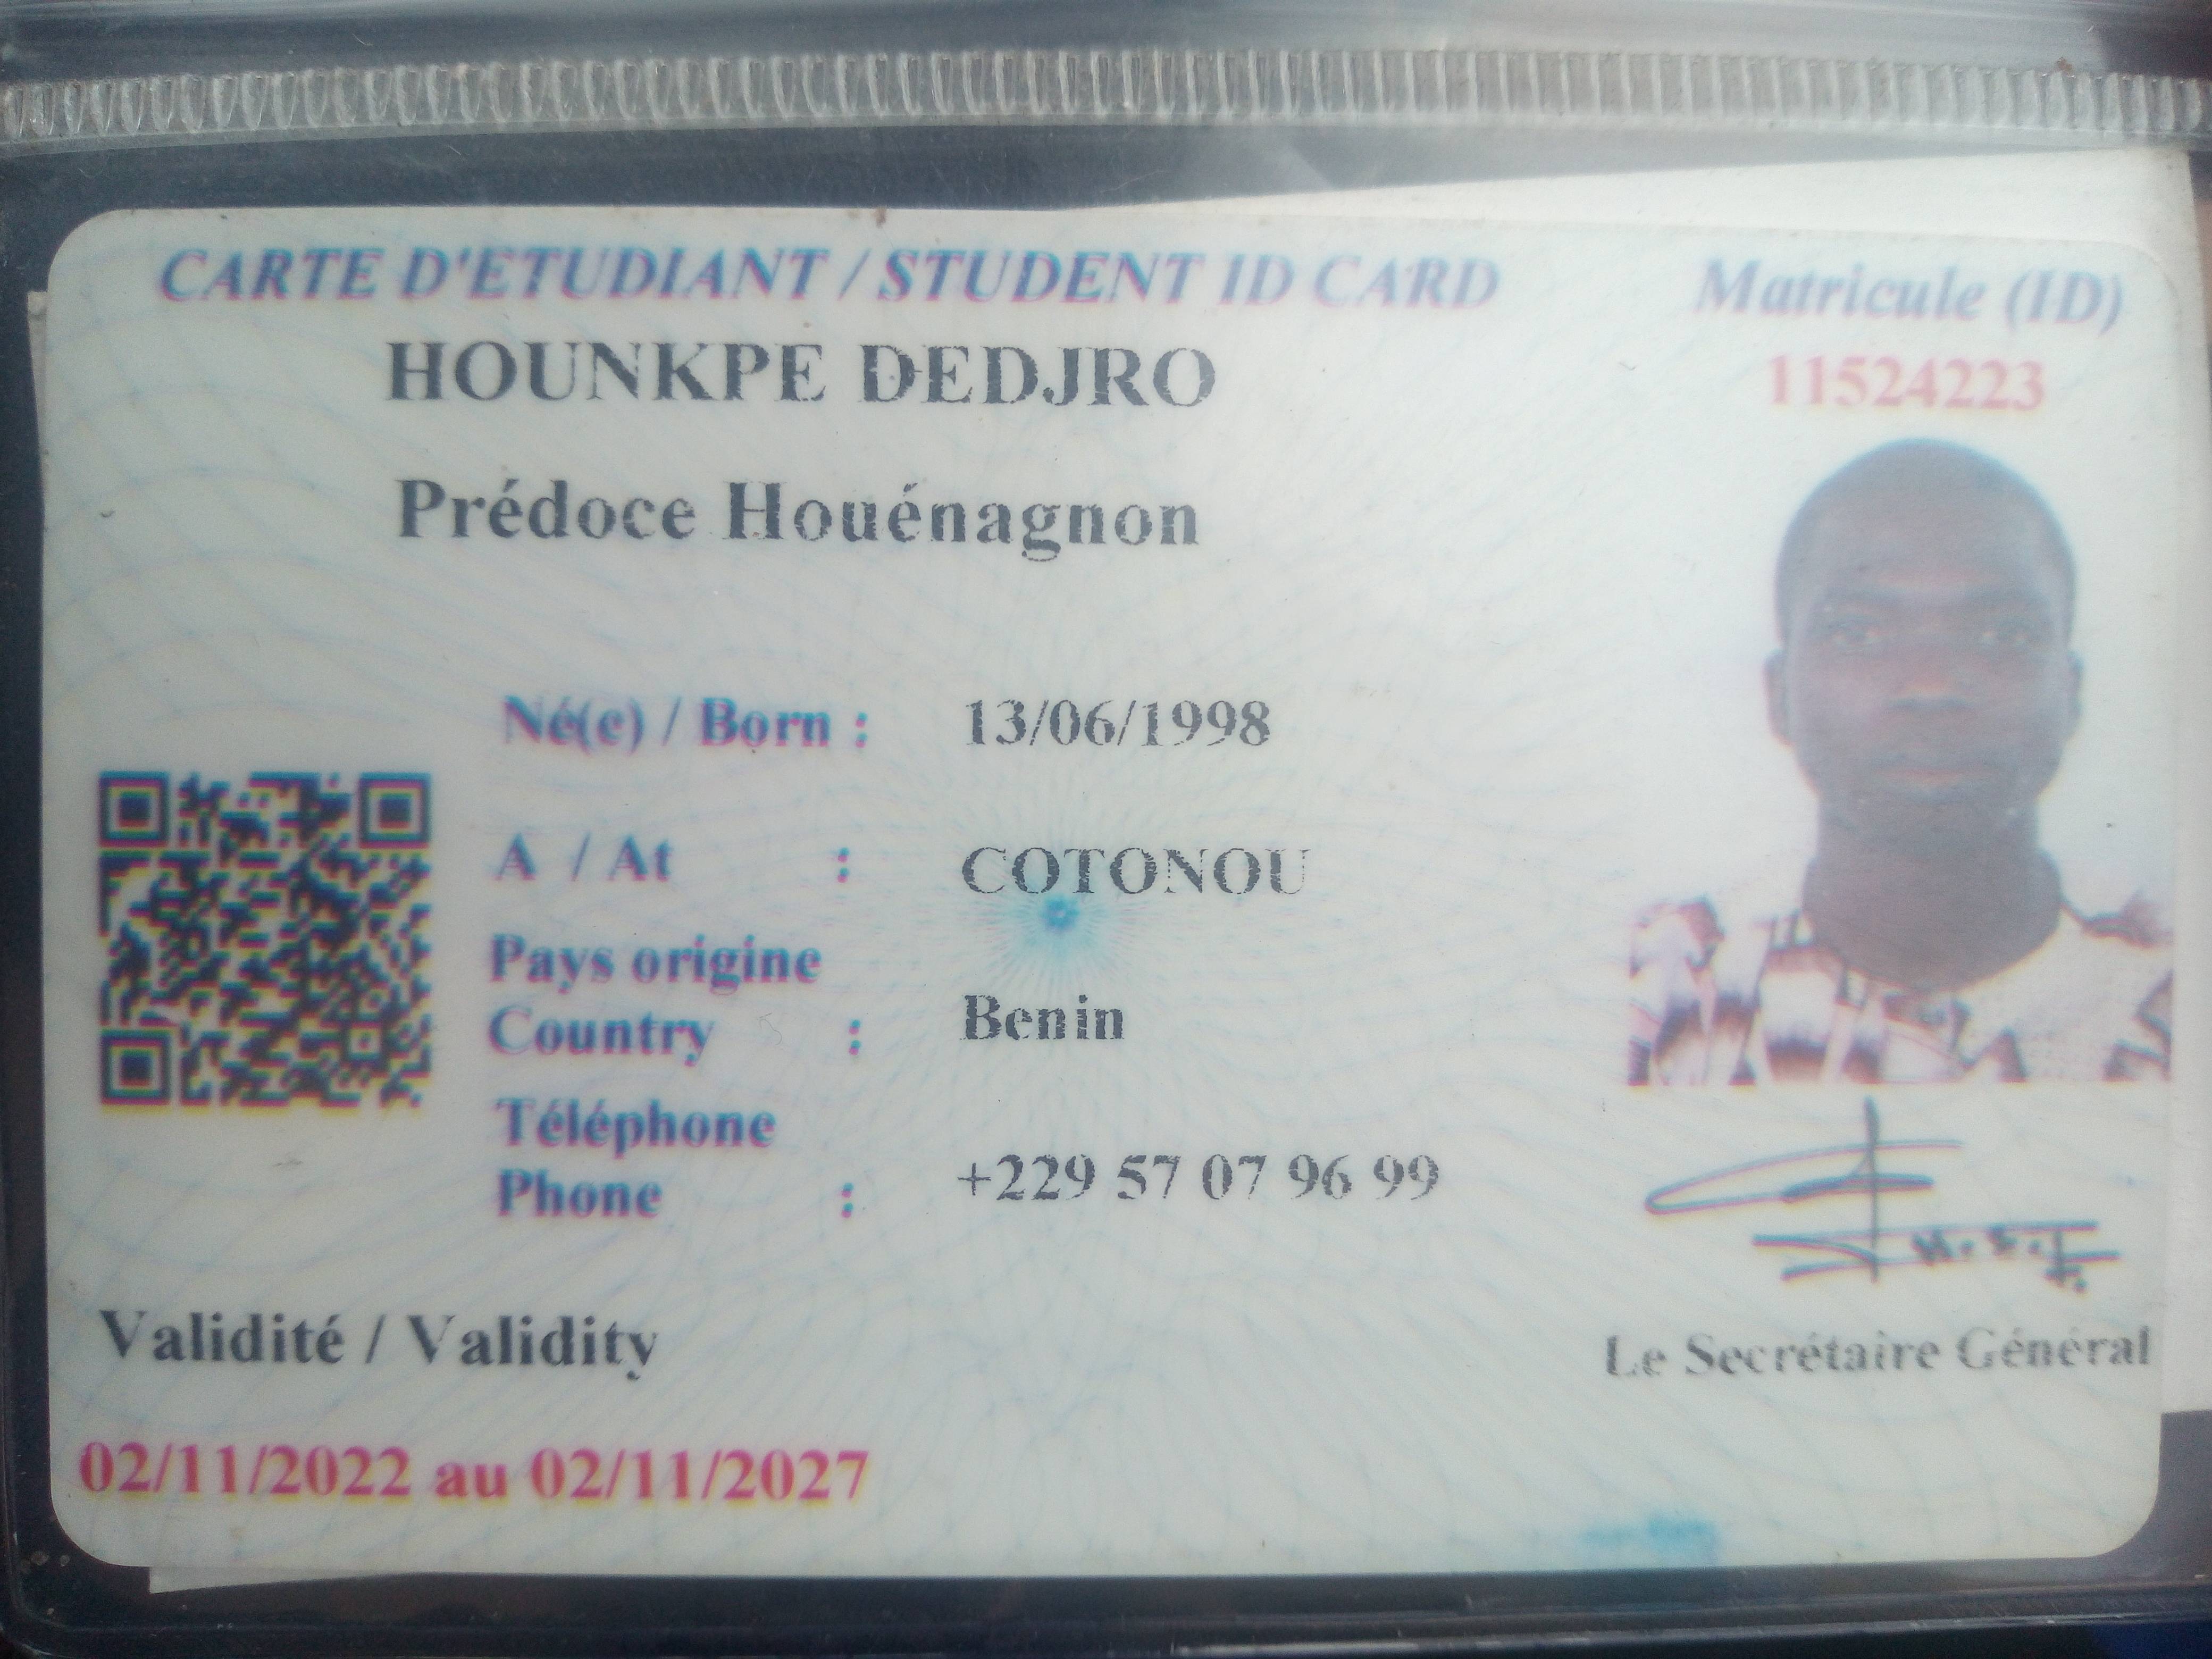 CARTE D'ETUDIANT / STUDENT ID CARD
Matricule (ID)
HOUNKPE DEDJRO
11524223
Prédoce Houénagnon
Né(e) / Born : 13/06/1998
A / At : COTONOU
Pays origine
Country : Benin
Téléphone
Phone : +229 57 07 96 99
Validité / Validity
Le Secrétaire Général
02/11/2022 au 02/11/2027